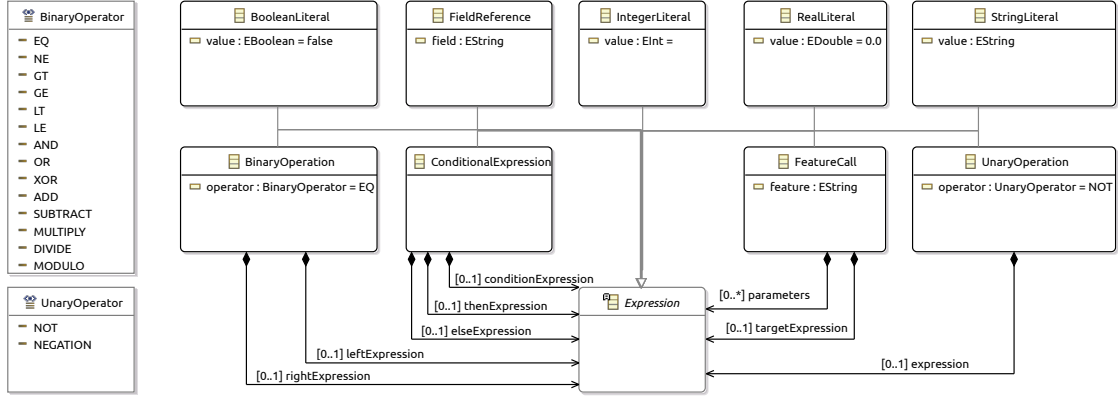 BinaryOperator
EQ
NE
GT
GE
LT
LE
AND
OR
XOR
ADD
SUBTRACT
MULTIPLY
DIVIDE
MODULO
UnaryOperator
NOT
NEGATION
BooleanLiteral
value : EBoolean = false
FieldReference
field : EString
IntegerLiteral
value : EInt =
RealLiteral
value : EDouble = 0.0
StringLiteral
value : EString
BinaryOperation
operator : BinaryOperator = EQ
ConditionalExpression
FeatureCall
feature : EString
UnaryOperation
operator : UnaryOperator = NOT
[0..1] conditionExpression
[0..1] thenExpression
[0..1] elseExpression
[0..1] leftExpression
[0..1] rightExpression
Expression
[0..*] parameters
[0..1] targetExpression
[0..1] expression